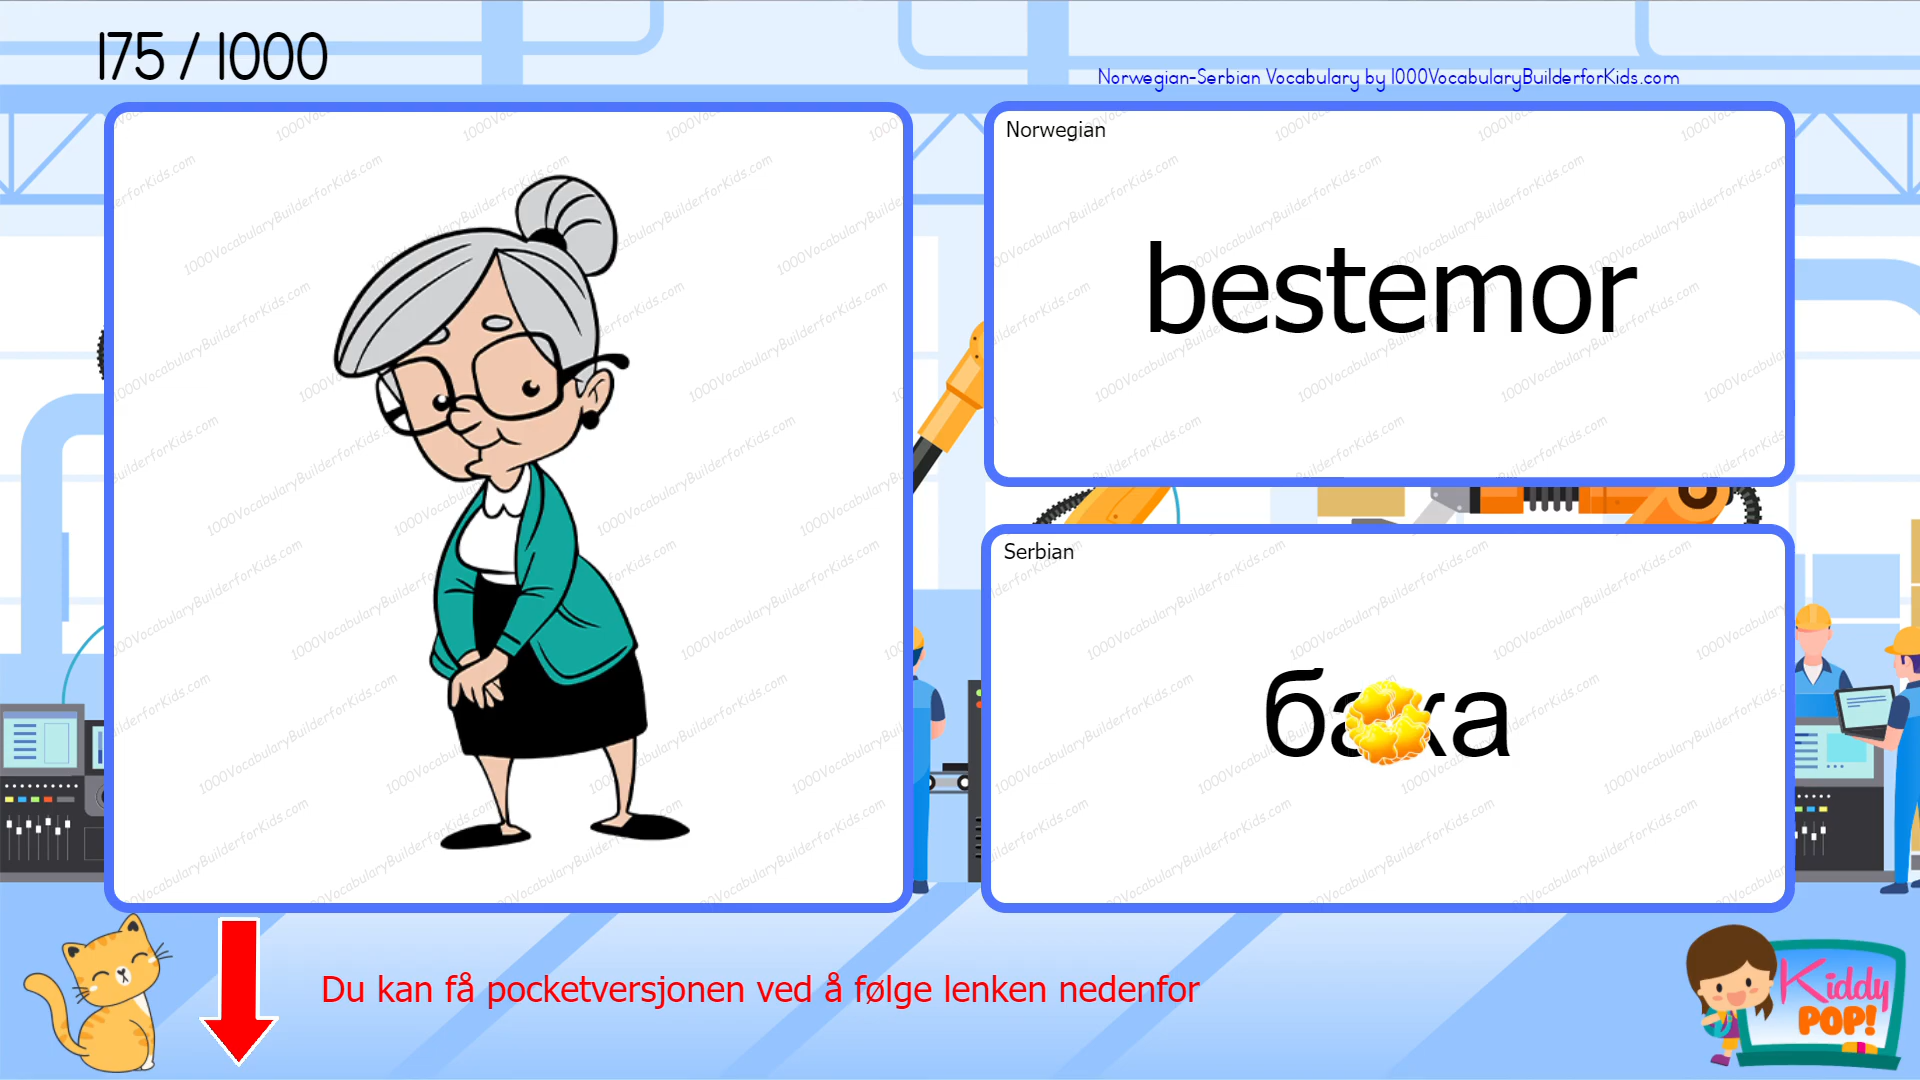 175 / 1000
Norwegian-Serbian Vocabulary by 1000VocabularyBuilderforKids.com
Norwegian
bestemor
Serbian
Du kan få pocketversjonen ved å følge lenken nedenfor
Kiddy
POP!